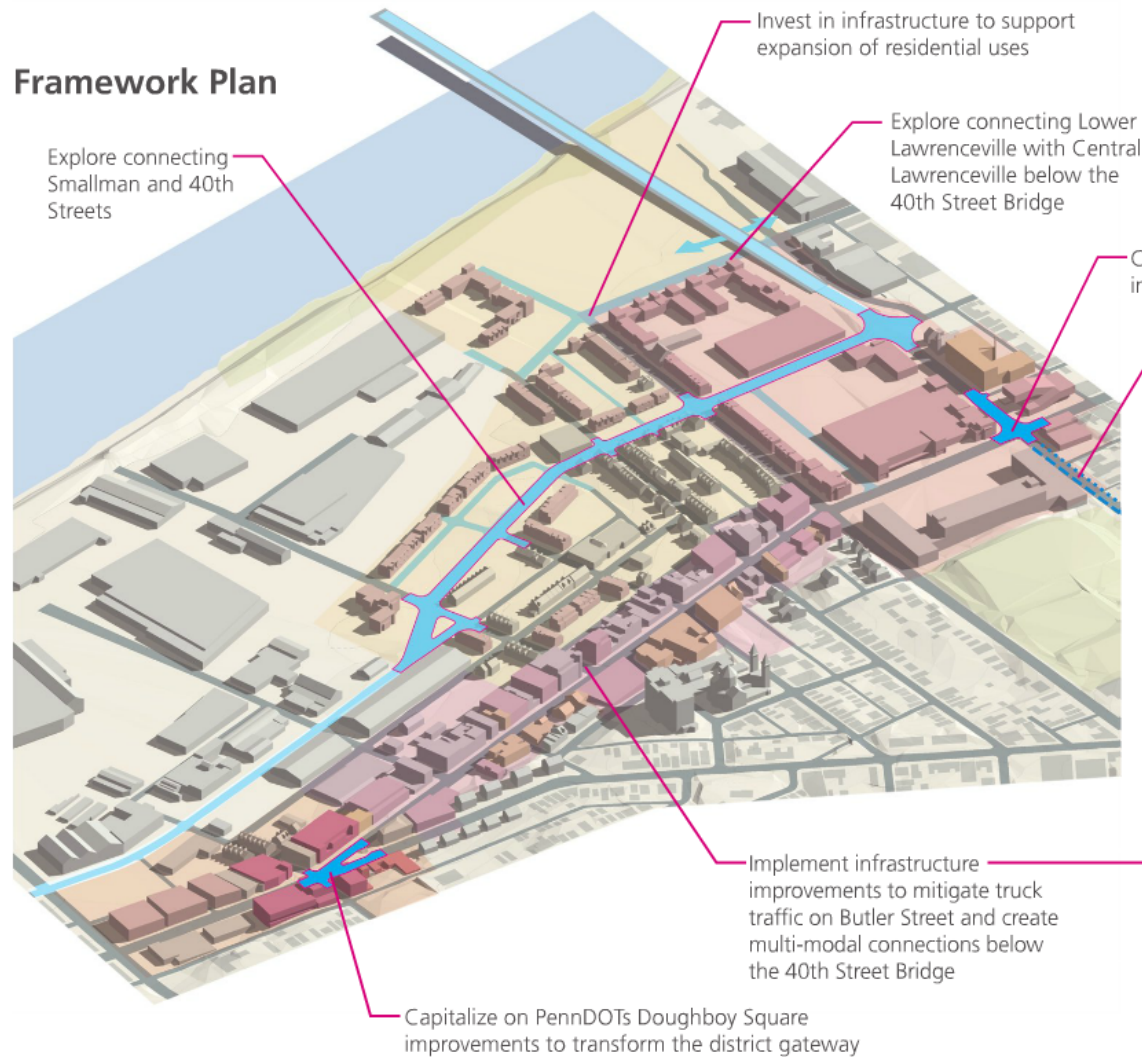 Framework Plan
Invest in infrastructure to support
expansion of residential uses
Explore connecting
Smallman and 40th
Streets
Explore connecting Lower
Lawrenceville with Central
Lawrenceville below the
40th Street Bridge
in
Implement infrastructure
improvements to mitigate truck
traffic on Butler Street and create
multi-modal connections below
the 40th Street Bridge
Capitalize on PennDOTs Doughboy Square
improvements to transform the district gateway